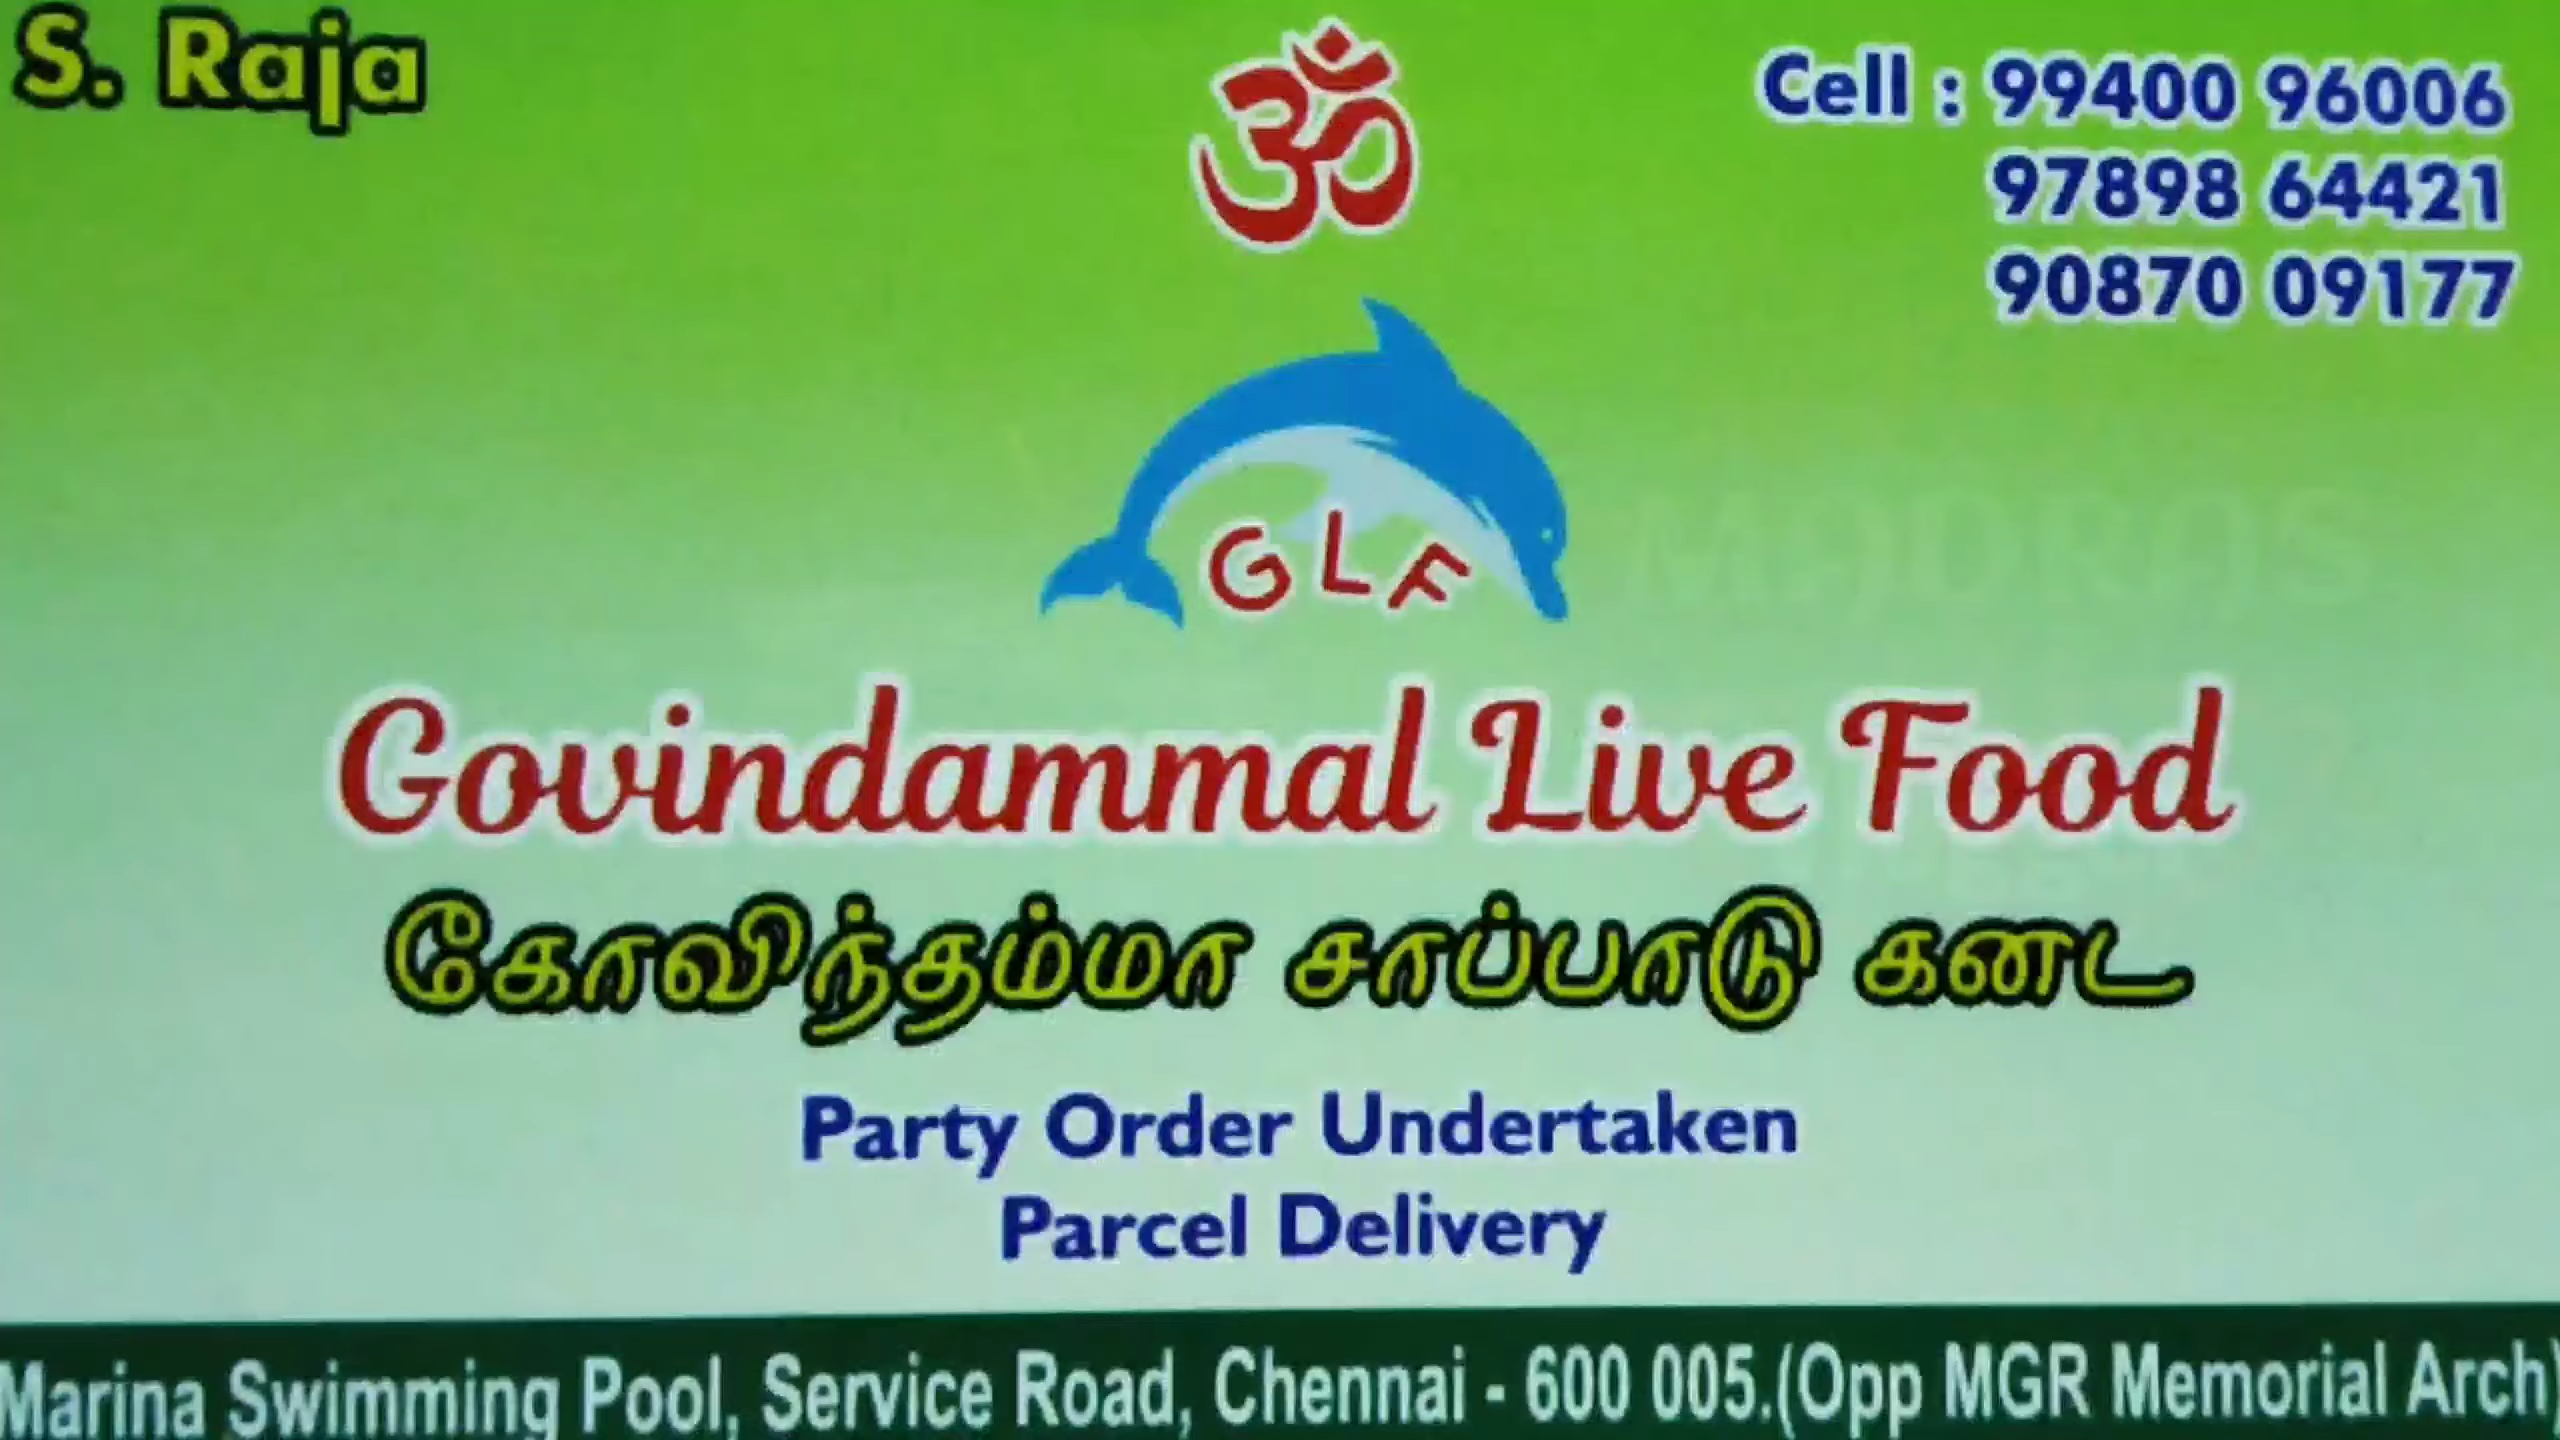 S. Raja
ॐ
Cell : 99400 96006
97898 64421
90870 09177
GLF
MADRAS
Govindammal Live Food
கோவிந்தம்மா சாப்பாடு கடை
Party Order Undertaken
Parcel Delivery
Marina Swimming Pool, Service Road, Chennai - 600 005.(Opp MGR Memorial Arch)